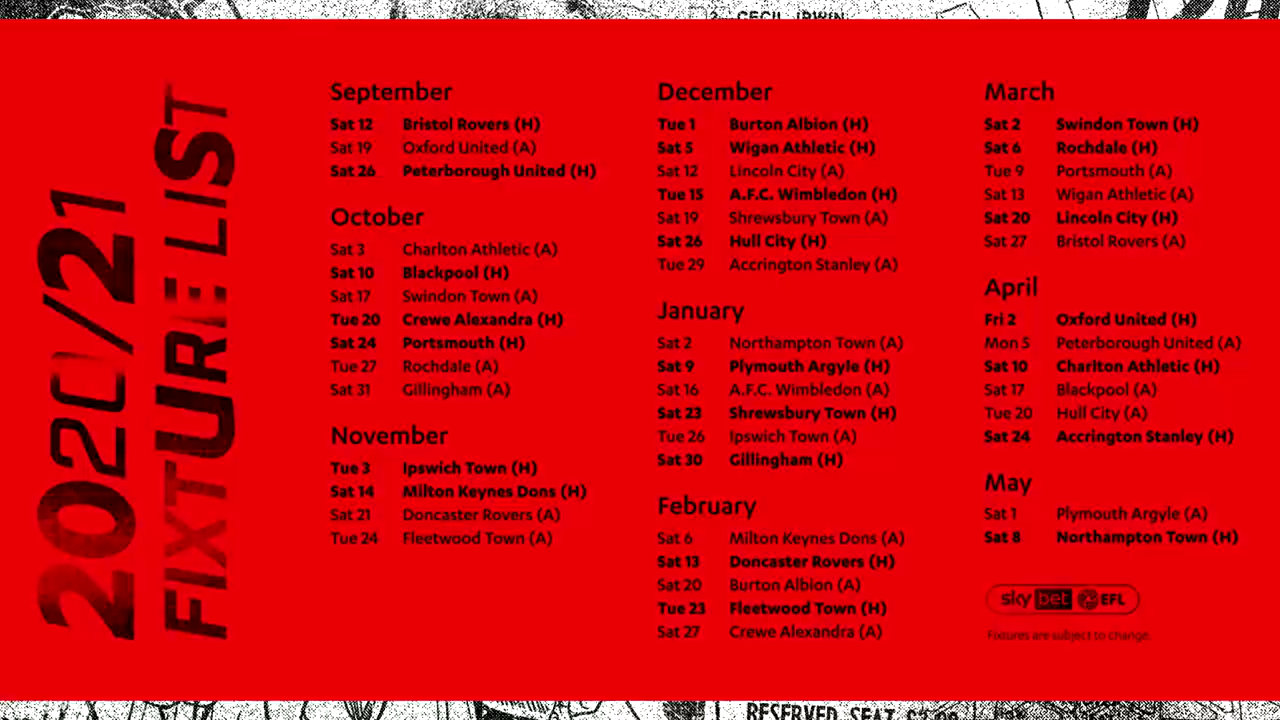 CECIL IRWIN
2020/21
FIXTURE LIST
September
Sat 12 Bristol Rovers (H)
Sat 19 Oxford United (A)
Sat 26 Peterborough United (H)
October
Sat 3 Charlton Athletic (A)
Sat 10 Blackpool (H)
Sat 17 Swindon Town (A)
Tue 20 Crewe Alexandra (H)
Sat 24 Portsmouth (H)
Tue 27 Rochdale (A)
Sat 31 Gillingham (A)
November
Tue 3 Ipswich Town (H)
Sat 14 Milton Keynes Dons (H)
Sat 21 Doncaster Rovers (A)
Tue 24 Fleetwood Town (A)
December
Tue 1 Burton Albion (H)
Sat 5 Wigan Athletic (H)
Sat 12 Lincoln City (A)
Tue 15 A.F.C. Wimbledon (H)
Sat 19 Shrewsbury Town (A)
Sat 26 Hull City (H)
Tue 29 Accrington Stanley (A)
January
Sat 2 Northampton Town (A)
Sat 9 Plymouth Argyle (H)
Sat 16 A.F.C. Wimbledon (A)
Sat 23 Shrewsbury Town (H)
Tue 26 Ipswich Town (A)
Sat 30 Gillingham (H)
February
Sat 6 Milton Keynes Dons (A)
Sat 13 Doncaster Rovers (H)
Sat 20 Burton Albion (A)
Tue 23 Fleetwood Town (H)
Sat 27 Crewe Alexandra (A)
March
Sat 2 Swindon Town (H)
Sat 6 Rochdale (H)
Tue 9 Portsmouth (A)
Sat 13 Wigan Athletic (A)
Sat 20 Lincoln City (H)
Sat 27 Bristol Rovers (A)
April
Fri 2 Oxford United (H)
Mon 5 Peterborough United (A)
Sat 10 Charlton Athletic (H)
Sat 17 Blackpool (A)
Tue 20 Hull City (A)
Sat 24 Accrington Stanley (H)
May
Sat 1 Plymouth Argyle (A)
Sat 8 Northampton Town (H)
sky bet EFL
Fixtures are subject to change.
RESERVED SEAT